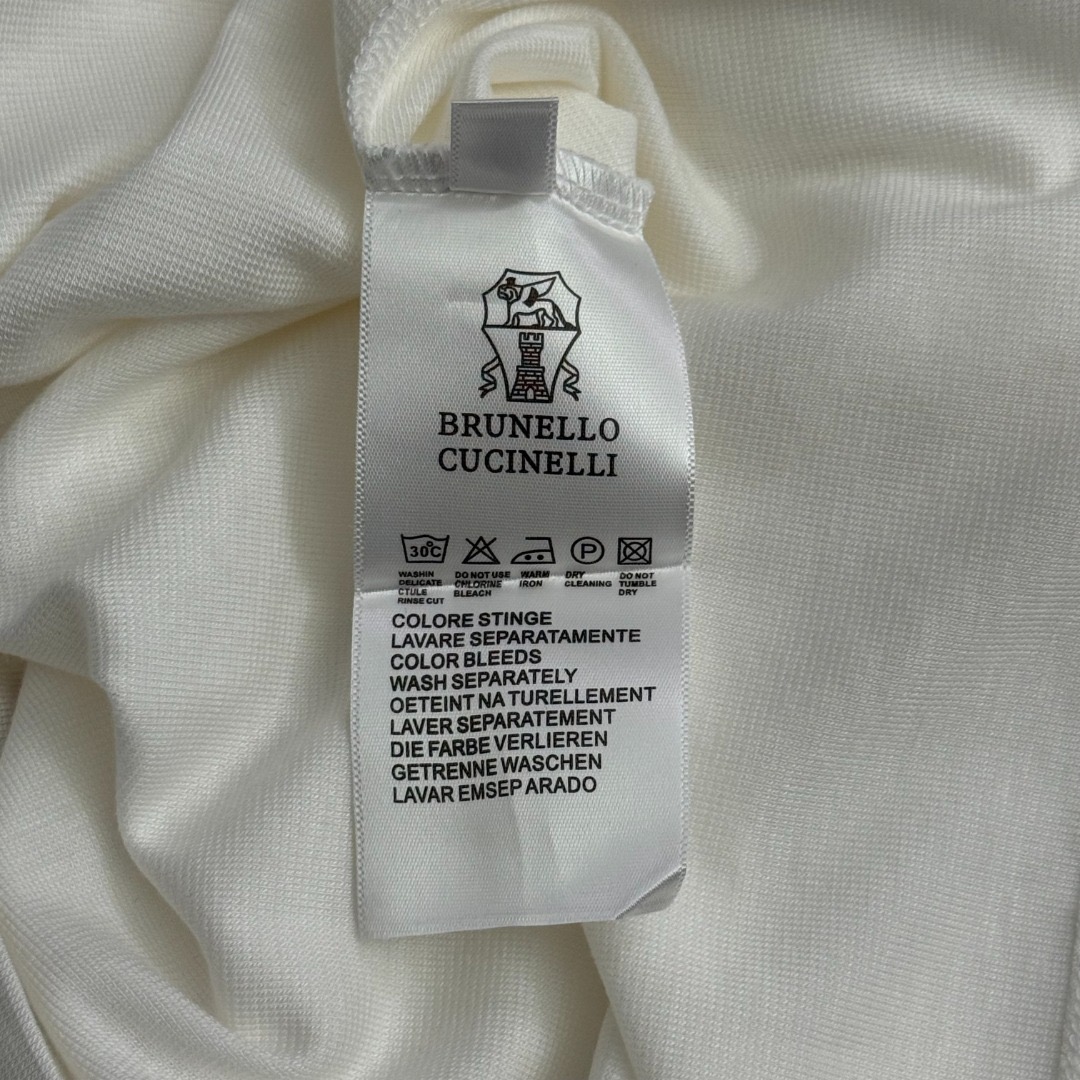 BRUNELLO
CUCINELLI
30°C
P
WASHIN
DELICATE
CTULE
RINSE CUT
DO NOT USE
CHLORINE
BLEACH
WARM
IRON
DRY
CLEANING
DO NOT
TUMBLE
DRY
COLORE STINGE
LAVARE SEPARATAMENTE
COLOR BLEEDS
WASH SEPARATELY
OETEINT NA TURELLEMENT
LAVER SEPARATEMENT
DIE FARBE VERLIEREN
GETRENNE WASCHEN
LAVAR EMSEP ARADO